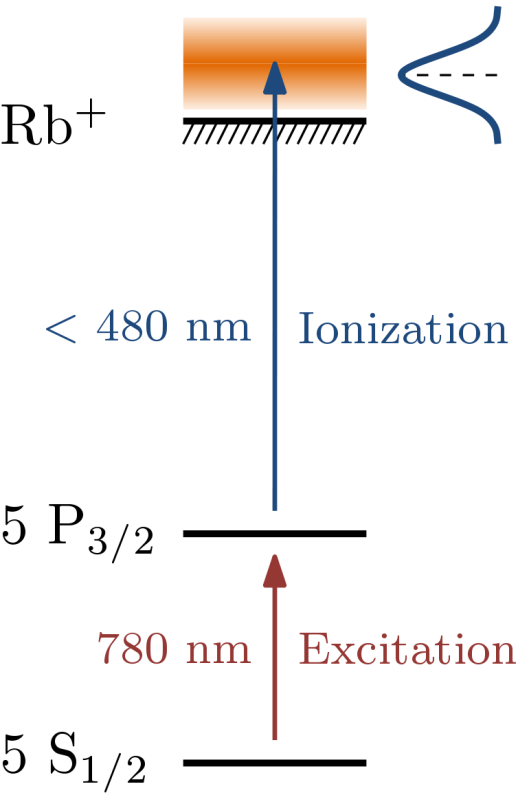 Rb⁺
< 480 nm Ionization
5 P₃/₂
780 nm Excitation
5 S₁/₂